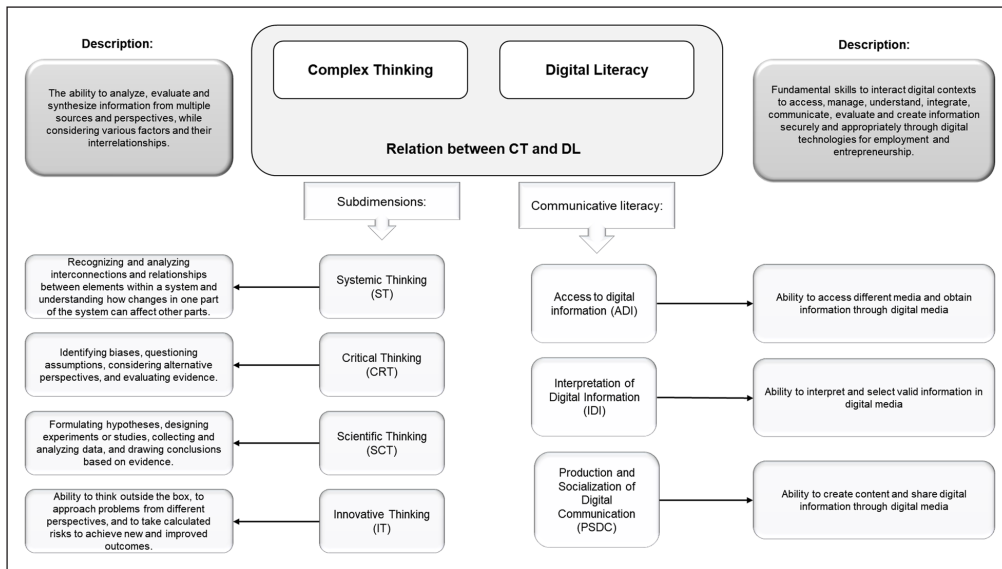 Description:
The ability to analyze, evaluate and
synthesize information from multiple
sources and perspectives, while
considering various factors and their
interrelationships.
Complex Thinking
Digital Literacy
Relation between CT and DL
Description:
Fundamental skills to interact digital contexts
to access, manage, understand, integrate,
communicate, evaluate and create information
securely and appropriately through digital
technologies for employment and
entrepreneurship.
Subdimensions:
Communicative literacy:
Recognizing and analyzing
interconnections and relationships
between elements within a system and
understanding how changes in one part
of the system can affect other parts.
Systemic Thinking
(ST)
Identifying biases, questioning
assumptions, considering alternative
perspectives, and evaluating evidence.
Critical Thinking
(CRT)
Formulating hypotheses, designing
experiments or studies, collecting and
analyzing data, and drawing conclusions
based on evidence.
Scientific Thinking
(SCT)
Ability to think outside the box, to
approach problems from different
perspectives, and to take calculated
risks to achieve new and improved
outcomes.
Innovative Thinking
(IT)
Access to digital
information (ADI)
Ability to access different media and obtain
information through digital media
Interpretation of
Digital Information
(IDI)
Ability to interpret and select valid information in
digital media
Production and
Socialization of
Digital
Communication
(PSDC)
Ability to create content and share digital
information through digital media